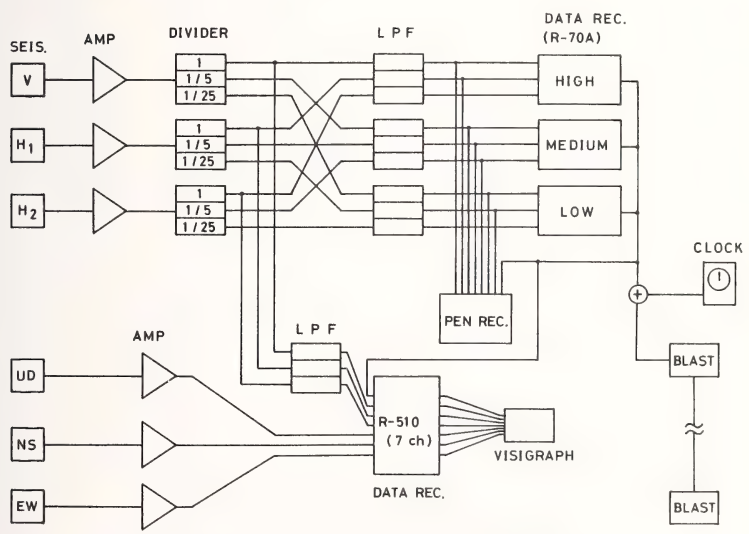 SEIS.
AMP
DIVIDER
L P F
DATA REC.
(R-70A)
V
1
1/5
1/25
HIGH
H1
1
1/5
1/25
MEDIUM
H2
1
1/5
1/25
LOW
CLOCK
PEN REC.
L P F
AMP
UD
NS
EW
R-510
(7 ch)
DATA REC.
VISIGRAPH
BLAST
BLAST